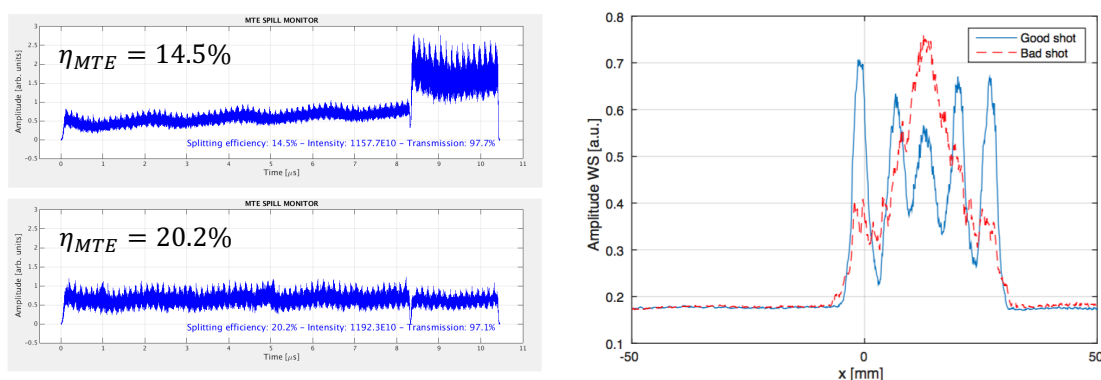 MTE SPILL MONITOR
η_MTE = 14.5%
Amplitude [arb. units]
3
2.5
2
1.5
1
0.5
0
-0.5
Splitting efficiency: 14.5% – Intensity: 1157.7E10 – Transmission: 97.7%
0 1 2 3 4 5 6 7 8 9 10 11
Time [μs]
MTE SPILL MONITOR
η_MTE = 20.2%
Amplitude [arb. units]
3
2.5
2
1.5
1
0.5
0
-0.5
Splitting efficiency: 20.2% – Intensity: 1192.3E10 – Transmission: 97.1%
0 1 2 3 4 5 6 7 8 9 10 11
Time [μs]
Good shot
Bad shot
Amplitude WS [a.u.]
0.8
0.7
0.6
0.5
0.4
0.3
0.2
0.1
-50 0 50
x [mm]